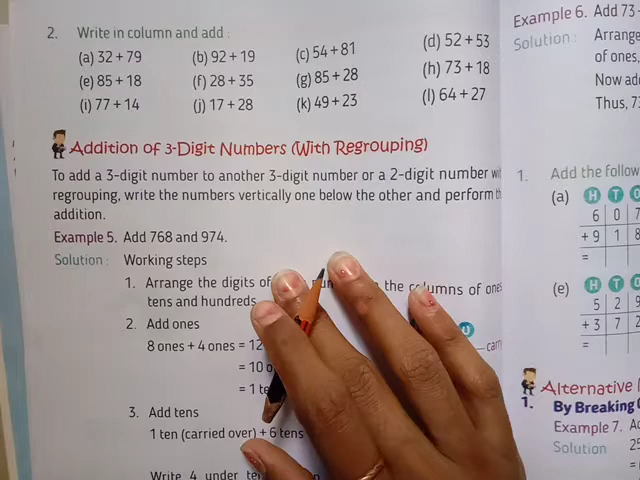 2. Write in column and add :
(a) 32 + 79 (b) 92 + 19 (c) 54 + 81 (d) 52 + 53
(e) 85 + 18 (f) 28 + 35 (g) 85 + 28 (h) 73 + 18
(i) 77 + 14 (j) 17 + 28 (k) 49 + 23 (l) 64 + 27
Addition of 3-Digit Numbers (With Regrouping)
To add a 3-digit number to another 3-digit number or a 2-digit number
regrouping, write the numbers vertically one below the other and perform
addition.
Example 5. Add 768 and 974.
Solution : Working steps
1. Arrange the digits of the columns of ones
tens and hundreds
2. Add ones
8 ones + 4 ones = 12
= 10
= 1
3. Add tens
1 ten (carried over) + 6 tens
Write 4 under
Example 6. Add 73
Solution : Arrange
of ones,
Now
Thus, 73
1. Add the follow
(a) H T O
6 0 7
+ 9 1 8
=
(e) H T O
5 2 9
+ 3 7 2
=
Alternative
1. By Breaking
Example 7.
Solution 25
=